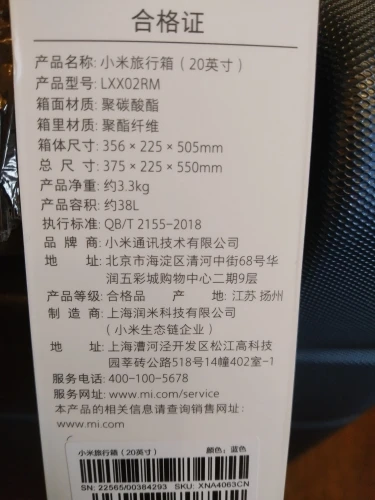 合格证
产品名称: 小米旅行箱（20英寸）
产品型号: LXX02RM
箱面材质: 聚碳酸酯
箱里材质: 聚酯纤维
箱体尺寸: 356 × 225 × 505mm
总 尺 寸: 375 × 225 × 550mm
产品净重: 约3.3kg
产品容积: 约38L
执行标准: QB/T 2155-2018
品 牌 商: 小米通讯技术有限公司
地 址: 北京市海淀区清河中街68号华
润五彩城购物中心二期9层
产品等级: 合格品 产 地: 江苏 扬州
制 造 商: 上海润米科技有限公司
（小米生态链企业）
地 址: 上海漕河泾开发区松江高科技
园莘砖公路518号14幢402室-1
服务电话: 400-100-5678
服务网址: www.mi.com/service
本产品的相关信息请查询销售网址:
www.mi.com
小米旅行箱（20英寸） 颜色: 蓝色
SN: 22565/00384293 SKU: XNA4063CN